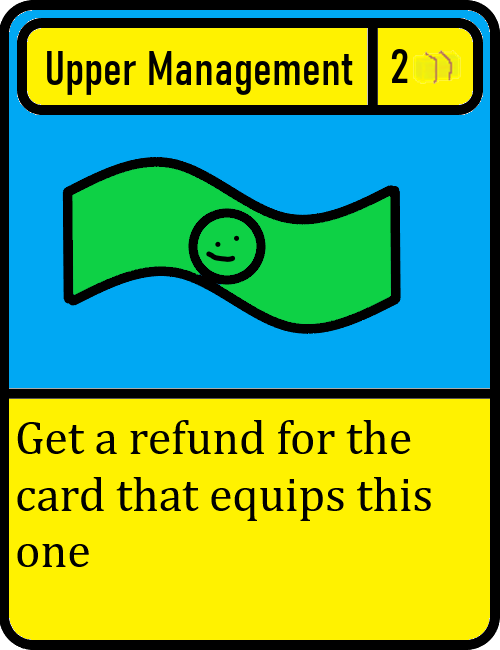 Upper Management
2
Get a refund for the
card that equips this
one